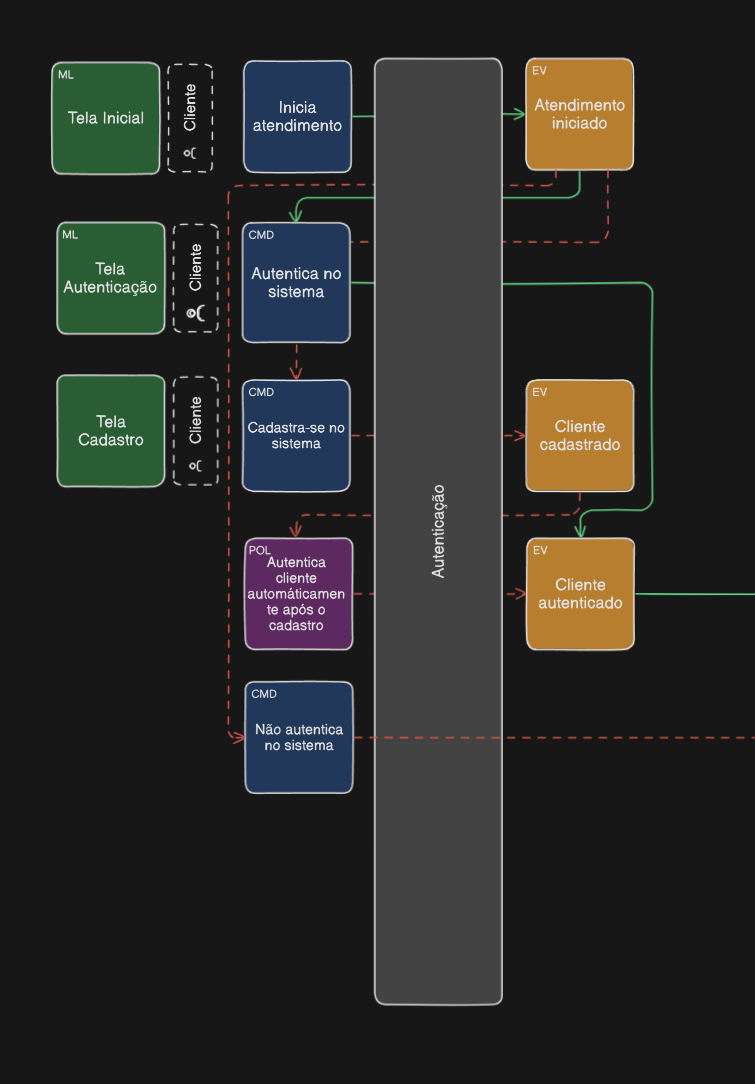 ML
Tela Inicial
Cliente
Inicia
atendimento
EV
Atendimento
iniciado
ML
Tela
Autenticação
Cliente
CMD
Autentica no
sistema
Tela
Cadastro
Cliente
CMD
Cadastra-se no
sistema
EV
Cliente
cadastrado
Autenticação
POL
Autentica
cliente
automáticamen
te após o
cadastro
EV
Cliente
autenticado
CMD
Não autentica
no sistema